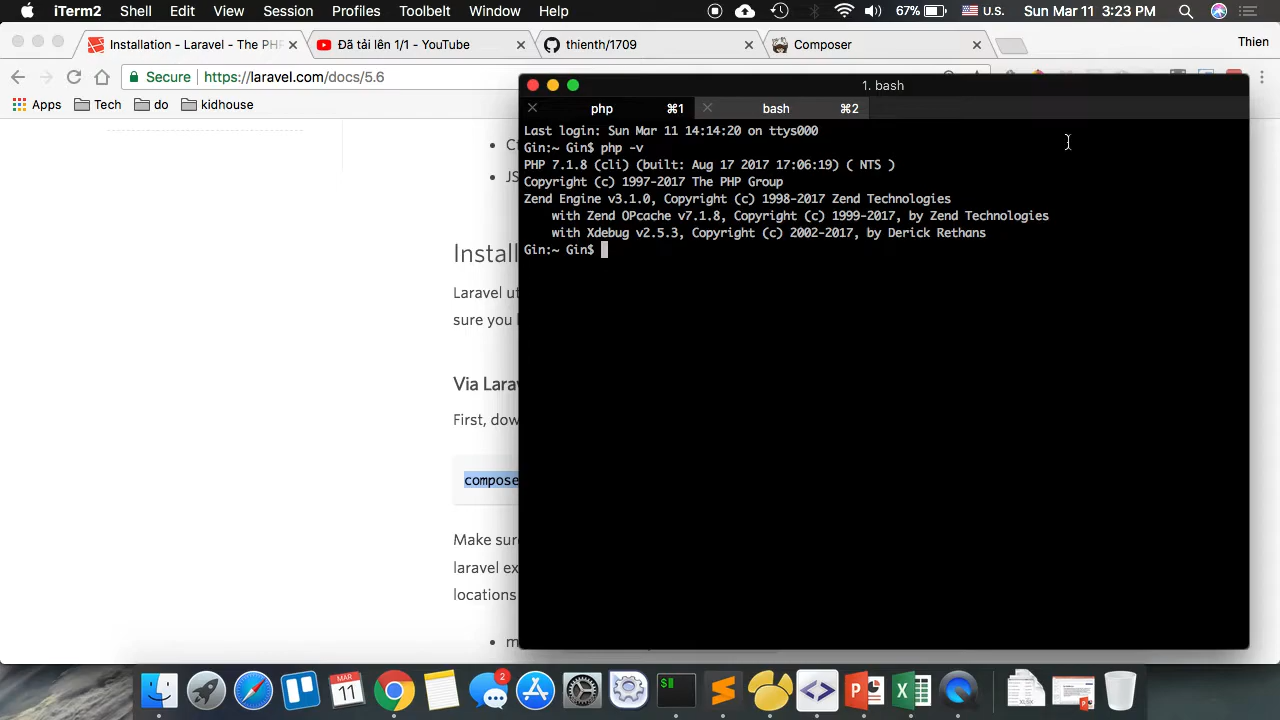 iTerm2 Shell Edit View Session Profiles Toolbelt Window Help 67% U.S. Sun Mar 11 3:23 PM
Installation - Laravel - The PH
Đã tải lên 1/1 - YouTube
thienth/1709
Composer
Thien
Secure https://laravel.com/docs/5.6
Apps Tech do kidhouse
1. bash
php ⌘1 bash ⌘2
Last login: Sun Mar 11 14:14:20 on ttys000
Gin:~ Gin$ php -v
PHP 7.1.8 (cli) (built: Aug 17 2017 17:06:19) ( NTS )
Copyright (c) 1997-2017 The PHP Group
Zend Engine v3.1.0, Copyright (c) 1998-2017 Zend Technologies
with Zend OPcache v7.1.8, Copyright (c) 1999-2017, by Zend Technologies
with Xdebug v2.5.3, Copyright (c) 2002-2017, by Derick Rethans
Gin:~ Gin$
JS
Install
Laravel ut
sure you
Via Lara
First, dow
compose
Make sur
laravel ex
locations
m
MAR
11
2
$